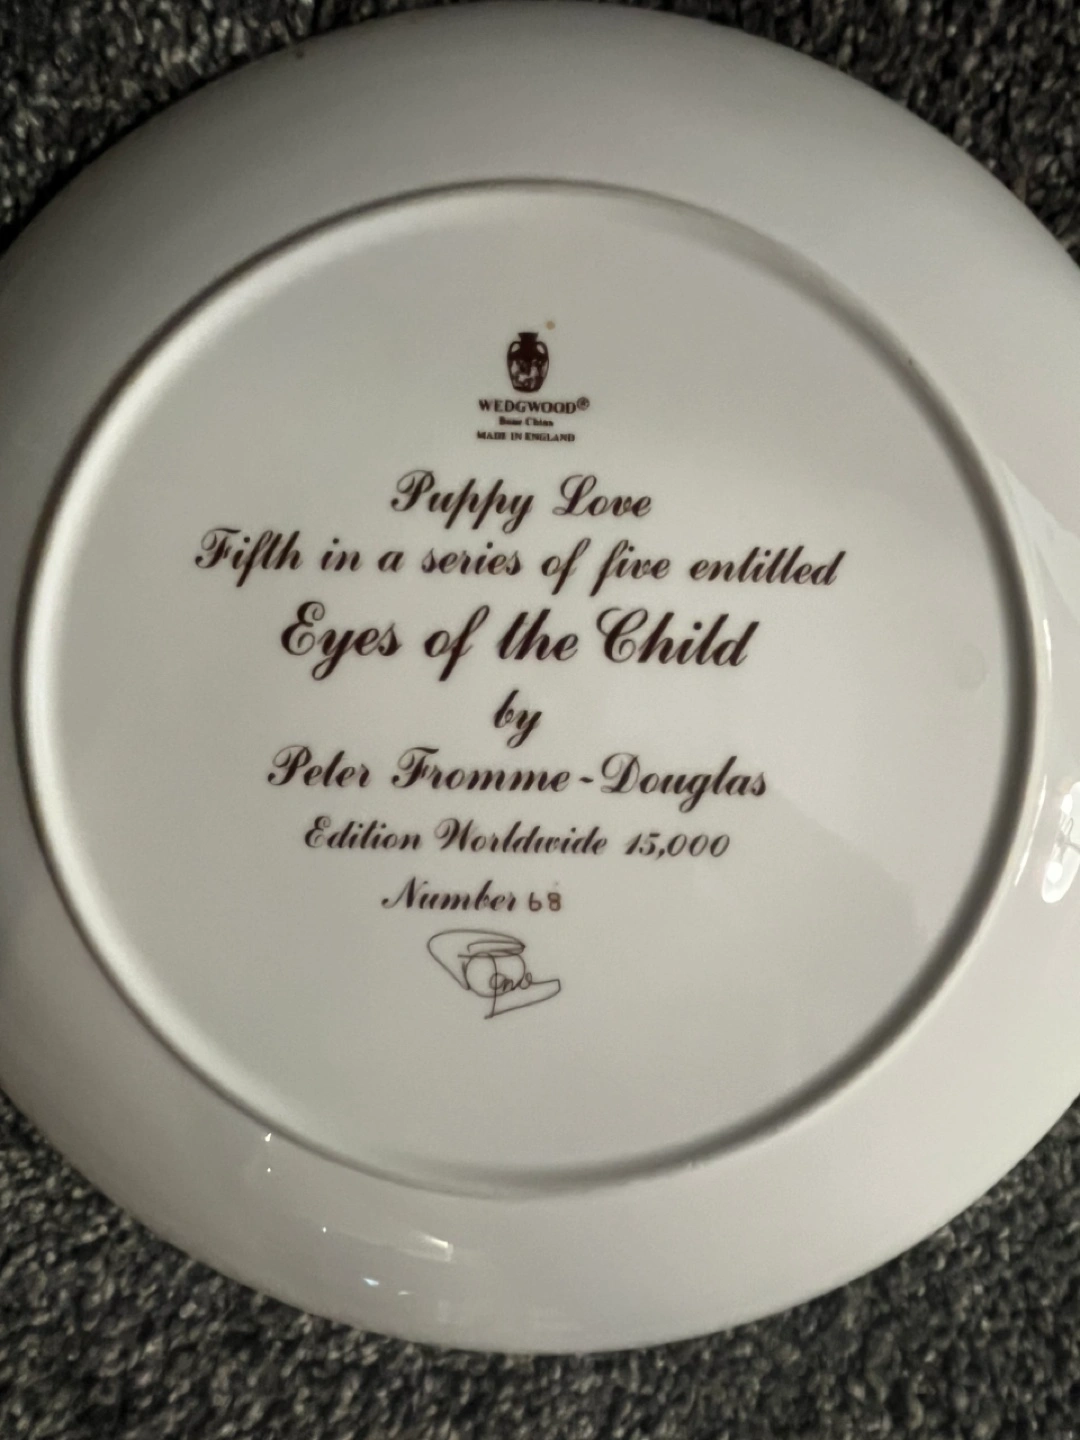 WEDGWOOD®
Bone China
MADE IN ENGLAND
Puppy Love
Fifth in a series of five entitled
Eyes of the Child
by
Peter Fromme-Douglas
Edition Worldwide 15,000
Number 68